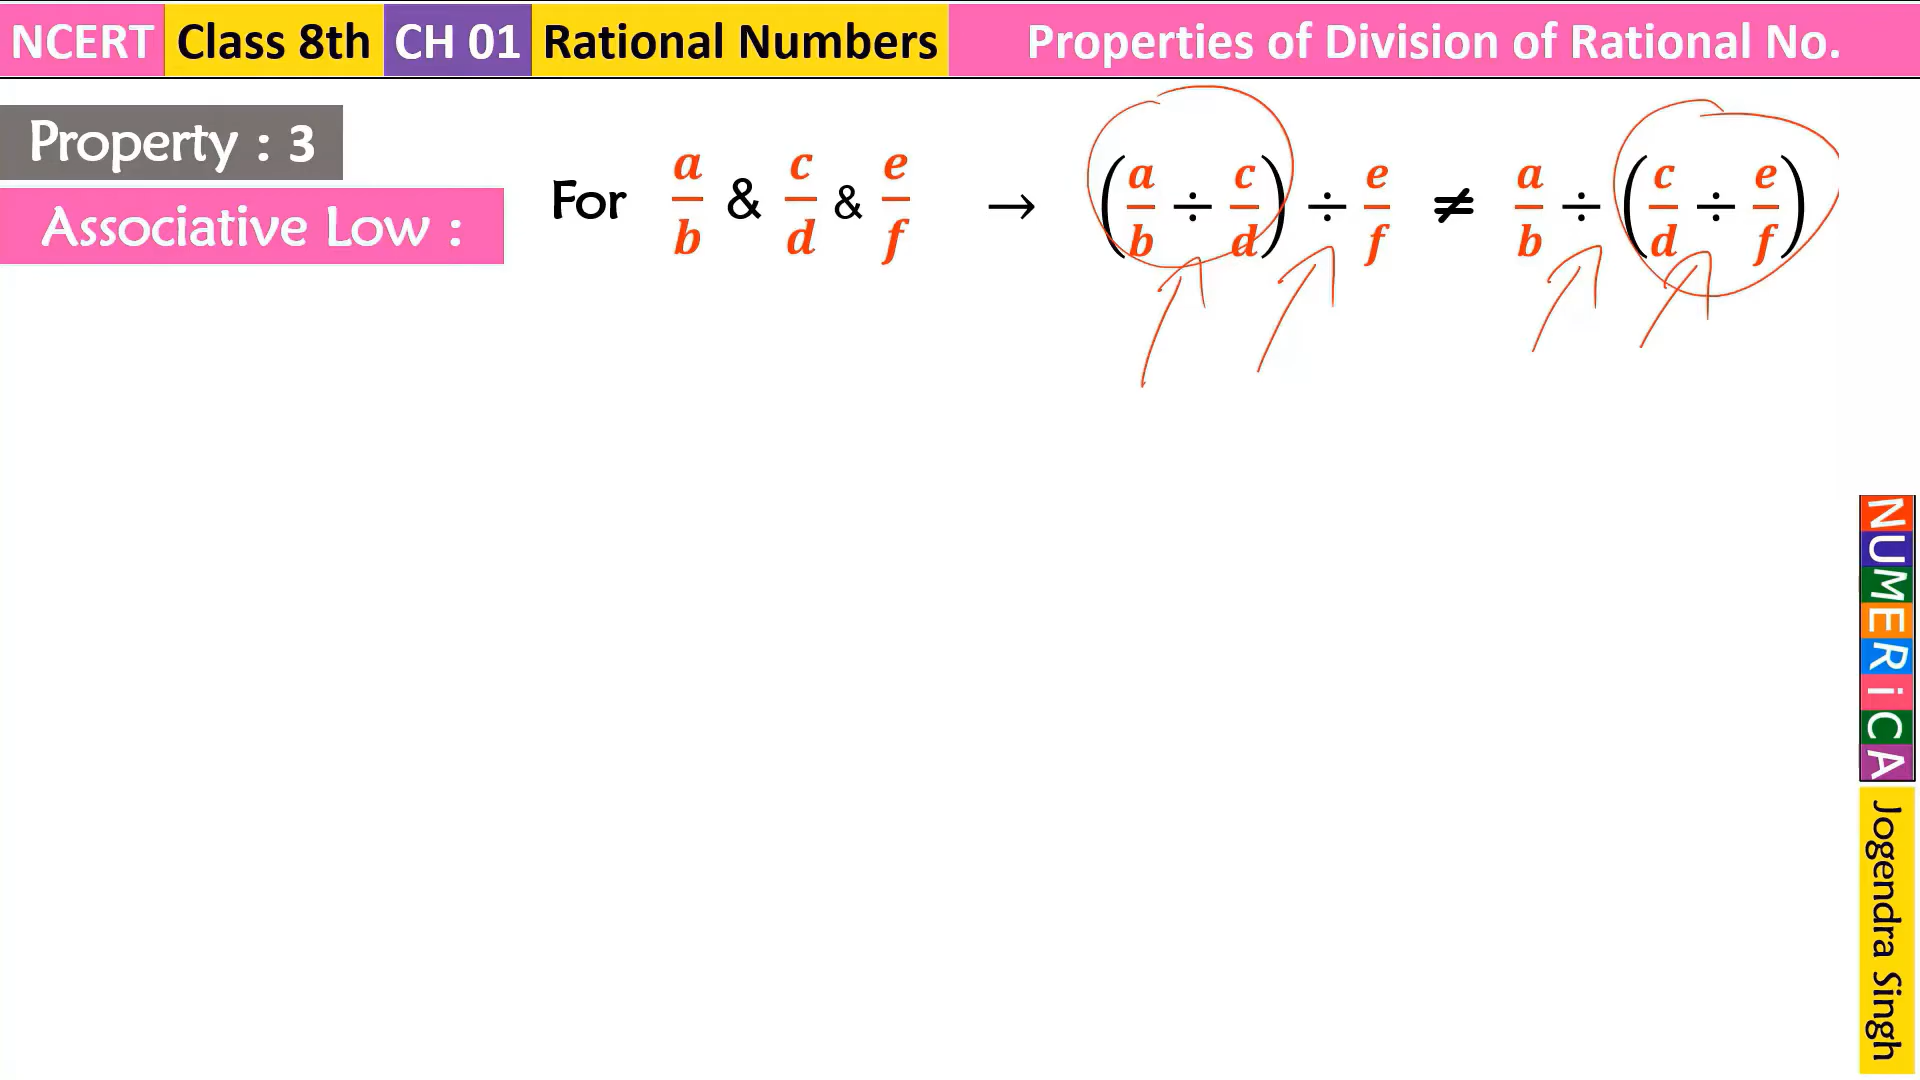 NCERT Class 8th CH 01 Rational Numbers Properties of Division of Rational No.
Property : 3
Associative Low :
For a/b & c/d & e/f → (a/b ÷ c/d) ÷ e/f ≠ a/b ÷ (c/d ÷ e/f)
NUMERiCA
Jogendra Singh